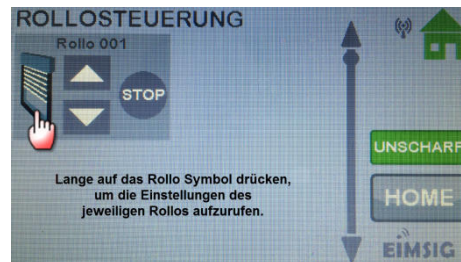 ROLLOSTEUERUNG
Rollo 001
STOP
UNSCHARF
Lange auf das Rollo Symbol drücken,
um die Einstellungen des
jeweiligen Rollos aufzurufen.
HOME
EIMSIG